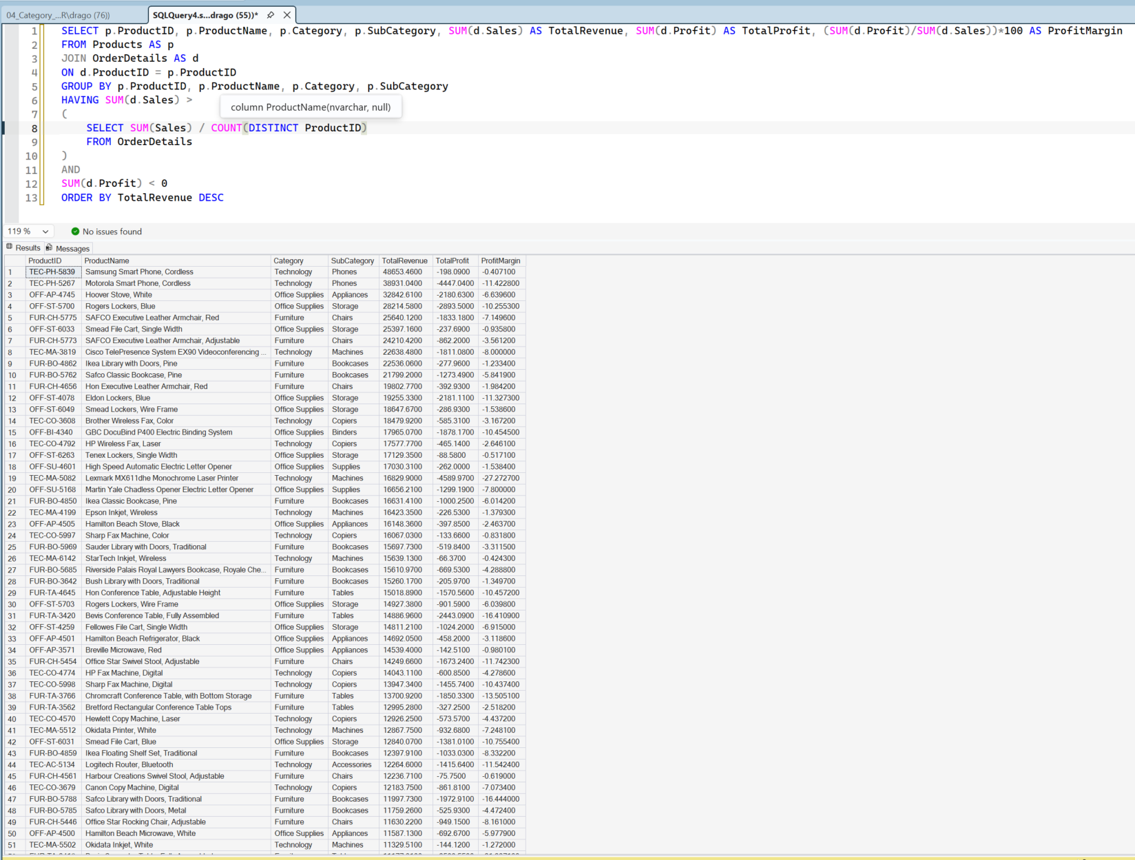 04_Category_...R\drago (76))
SQLQuery4.s...drago (55))*
1 SELECT p.ProductID, p.ProductName, p.Category, p.SubCategory, SUM(d.Sales) AS TotalRevenue, SUM(d.Profit) AS TotalProfit, (SUM(d.Profit)/SUM(d.Sales))*100 AS ProfitMargin
2 FROM Products AS p
3 JOIN OrderDetails AS d
4 ON d.ProductID = p.ProductID
5 GROUP BY p.ProductID, p.ProductName, p.Category, p.SubCategory
6 HAVING SUM(d.Sales) >
column ProductName(nvarchar, null)
7 (
8 SELECT SUM(Sales) / COUNT(DISTINCT ProductID)
9 FROM OrderDetails
10 )
11 AND
12 SUM(d.Profit) < 0
13 ORDER BY TotalRevenue DESC
119 % No issues found
Results Messages
ProductID ProductName Category SubCategory TotalRevenue TotalProfit ProfitMargin
1 TEC-PH-5839 Samsung Smart Phone, Cordless Technology Phones 48653.4600 -198.0900 -0.407100
2 TEC-PH-5267 Motorola Smart Phone, Cordless Technology Phones 38931.0400 -4447.0400 -11.422800
3 OFF-AP-4745 Hoover Stove, White Office Supplies Appliances 32842.6100 -2180.6300 -6.639600
4 OFF-ST-5700 Rogers Lockers, Blue Office Supplies Storage 28214.5800 -2893.5000 -10.255300
5 FUR-CH-5775 SAFCO Executive Leather Armchair, Red Furniture Chairs 25640.1200 -1833.1800 -7.149600
6 OFF-ST-6033 Smead File Cart, Single Width Office Supplies Storage 25397.1600 -237.6900 -0.935800
7 FUR-CH-5773 SAFCO Executive Leather Armchair, Adjustable Furniture Chairs 24210.4200 -862.2000 -3.561200
8 TEC-MA-3819 Cisco TelePresence System EX90 Videoconferencing ... Technology Machines 22638.4800 -1811.0800 -8.000000
9 FUR-BO-4862 Ikea Library with Doors, Pine Furniture Bookcases 22536.0600 -277.9600 -1.233400
10 FUR-BO-5762 Safco Classic Bookcase, Pine Furniture Bookcases 21799.2000 -1273.4900 -5.841900
11 FUR-CH-4656 Hon Executive Leather Armchair, Red Furniture Chairs 19802.7700 -392.9300 -1.984200
12 OFF-ST-4078 Eldon Lockers, Blue Office Supplies Storage 19255.3300 -2181.1100 -11.327300
13 OFF-ST-6049 Smead Lockers, Wire Frame Office Supplies Storage 18647.6700 -286.9300 -1.538600
14 TEC-CO-3608 Brother Wireless Fax, Color Technology Copiers 18479.9200 -585.3100 -3.167200
15 OFF-BI-4340 GBC DocuBind P400 Electric Binding System Office Supplies Binders 17965.0700 -1878.1700 -10.454500
16 TEC-CO-4792 HP Wireless Fax, Laser Technology Copiers 17577.7700 -465.1400 -2.646100
17 OFF-ST-6263 Tenex Lockers, Single Width Office Supplies Storage 17129.3500 -88.5800 -0.517100
18 OFF-SU-4601 High Speed Automatic Electric Letter Opener Office Supplies Supplies 17030.3100 -262.0000 -1.538400
19 TEC-MA-5082 Lexmark MX611dhe Monochrome Laser Printer Technology Machines 16829.9000 -4589.9700 -27.272700
20 OFF-SU-5168 Martin Yale Chadless Opener Electric Letter Opener Office Supplies Supplies 16656.2100 -1299.1900 -7.800000
21 FUR-BO-4850 Ikea Classic Bookcase, Pine Furniture Bookcases 16631.4100 -1000.2500 -6.014200
22 TEC-MA-4199 Epson Inkjet, Wireless Technology Machines 16423.3500 -226.5300 -1.379300
23 OFF-AP-4505 Hamilton Beach Stove, Black Office Supplies Appliances 16148.3600 -397.8500 -2.463700
24 TEC-CO-5997 Sharp Fax Machine, Color Technology Copiers 16067.0300 -133.6600 -0.831800
25 FUR-BO-5969 Sauder Library with Doors, Traditional Furniture Bookcases 15697.7300 -519.8400 -3.311500
26 TEC-MA-6142 StarTech Inkjet, Wireless Technology Machines 15639.1300 -66.3700 -0.424300
27 FUR-BO-5685 Riverside Palais Royal Lawyers Bookcase, Royale Che... Furniture Bookcases 15610.9700 -669.5300 -4.288800
28 FUR-BO-3642 Bush Library with Doors, Traditional Furniture Bookcases 15260.1700 -205.9700 -1.349700
29 FUR-TA-4645 Hon Conference Table, Adjustable Height Furniture Tables 15018.8900 -1570.5600 -10.457200
30 OFF-ST-5703 Rogers Lockers, Wire Frame Office Supplies Storage 14927.3800 -901.5900 -6.039800
31 FUR-TA-3420 Bevis Conference Table, Fully Assembled Furniture Tables 14886.9600 -2443.0900 -16.410900
32 OFF-ST-4259 Fellowes File Cart, Single Width Office Supplies Storage 14811.2100 -1024.2000 -6.915000
33 OFF-AP-4501 Hamilton Beach Refrigerator, Black Office Supplies Appliances 14692.0500 -458.2000 -3.118600
34 OFF-AP-3571 Breville Microwave, Red Office Supplies Appliances 14539.4000 -142.5100 -0.980100
35 FUR-CH-5454 Office Star Swivel Stool, Adjustable Furniture Chairs 14249.6600 -1673.2400 -11.742300
36 TEC-CO-4774 HP Fax Machine, Digital Technology Copiers 14043.1100 -600.8500 -4.278600
37 TEC-CO-5998 Sharp Fax Machine, Digital Technology Copiers 13947.3400 -1455.7400 -10.437400
38 FUR-TA-3766 Chromcraft Conference Table, with Bottom Storage Furniture Tables 13700.9200 -1850.3300 -13.505100
39 FUR-TA-3562 Bretford Rectangular Conference Table Tops Furniture Tables 12995.2800 -327.2500 -2.518200
40 TEC-CO-4570 Hewlett Copy Machine, Laser Technology Copiers 12926.2500 -573.5700 -4.437200
41 TEC-MA-5512 Okidata Printer, White Technology Machines 12867.7500 -932.6800 -7.248100
42 OFF-ST-6031 Smead File Cart, Blue Office Supplies Storage 12840.0700 -1381.0100 -10.755400
43 FUR-BO-4859 Ikea Floating Shelf Set, Traditional Furniture Bookcases 12397.9100 -1033.0300 -8.332200
44 TEC-AC-5134 Logitech Router, Bluetooth Technology Accessories 12264.6000 -1415.6400 -11.542400
45 FUR-CH-4561 Harbour Creations Swivel Stool, Adjustable Furniture Chairs 12236.7100 -75.7500 -0.619000
46 TEC-CO-3679 Canon Copy Machine, Digital Technology Copiers 12183.7500 -861.8100 -7.073400
47 FUR-BO-5788 Safco Library with Doors, Traditional Furniture Bookcases 11997.7300 -1972.9100 -16.444000
48 FUR-BO-5785 Safco Library with Doors, Metal Furniture Bookcases 11759.2600 -525.9300 -4.472400
49 FUR-CH-5446 Office Star Rocking Chair, Adjustable Furniture Chairs 11630.2200 -949.1500 -8.161000
50 OFF-AP-4500 Hamilton Beach Microwave, White Office Supplies Appliances 11587.1300 -692.6700 -5.977900
51 TEC-MA-5502 Okidata Inkjet, White Technology Machines 11329.5100 -144.1200 -1.272000